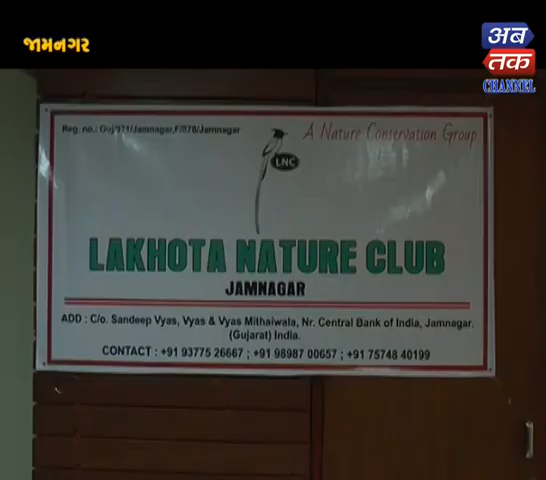 જામનગર
अब
तक
CHANNEL
Reg. no.: Guj/971/Jamnagar,F/878/Jamnagar
A Nature Conservation Group
LNC
LAKHOTA NATURE CLUB
JAMNAGAR
ADD : C/o. Sandeep Vyas, Vyas & Vyas Mithaiwala, Nr. Central Bank of India, Jamnagar.
(Gujarat) India.
CONTACT : +91 93775 26667 ; +91 98987 00657 ; +91 75748 40199